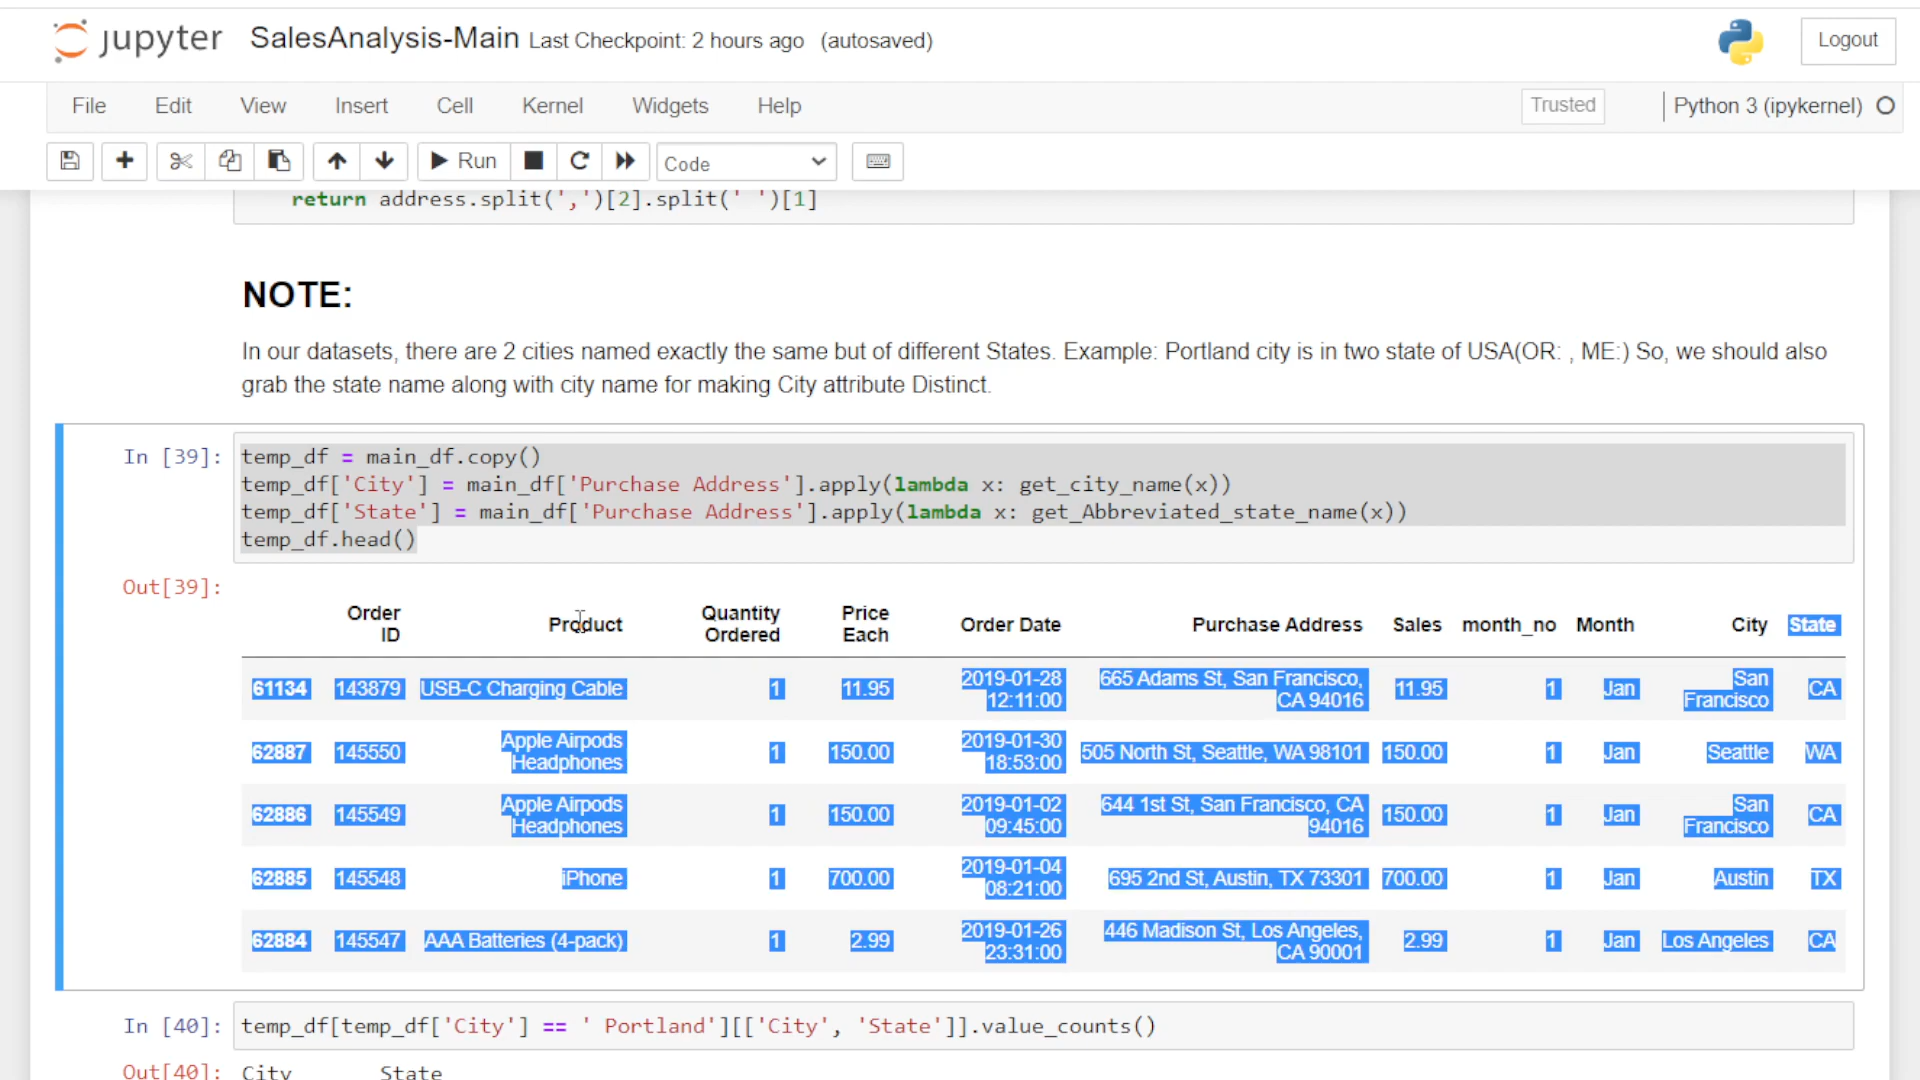 jupyter SalesAnalysis-Main Last Checkpoint: 2 hours ago (autosaved) Logout
File Edit View Insert Cell Kernel Widgets Help Trusted Python 3 (ipykernel)
Run Code
return address.split(',')[2].split(' ')[1]
NOTE:
In our datasets, there are 2 cities named exactly the same but of different States. Example: Portland city is in two state of USA(OR: , ME:) So, we should also
grab the state name along with city name for making City attribute Distinct.
In [39]: temp_df = main_df.copy()
temp_df['City'] = main_df['Purchase Address'].apply(lambda x: get_city_name(x))
temp_df['State'] = main_df['Purchase Address'].apply(lambda x: get_Abbreviated_state_name(x))
temp_df.head()
Out[39]:
Order ID Product Quantity Ordered Price Each Order Date Purchase Address Sales month_no Month City State
61134 143879 USB-C Charging Cable 1 11.95 2019-01-28 12:11:00 665 Adams St, San Francisco, CA 94016 11.95 1 Jan San Francisco CA
62887 145550 Apple Airpods Headphones 1 150.00 2019-01-30 18:53:00 505 North St, Seattle, WA 98101 150.00 1 Jan Seattle WA
62886 145549 Apple Airpods Headphones 1 150.00 2019-01-02 09:45:00 644 1st St, San Francisco, CA 94016 150.00 1 Jan San Francisco CA
62885 145548 iPhone 1 700.00 2019-01-04 08:21:00 695 2nd St, Austin, TX 73301 700.00 1 Jan Austin TX
62884 145547 AAA Batteries (4-pack) 1 2.99 2019-01-26 23:31:00 446 Madison St, Los Angeles, CA 90001 2.99 1 Jan Los Angeles CA
In [40]: temp_df[temp_df['City'] == ' Portland'][['City', 'State']].value_counts()
Out[40]: City State